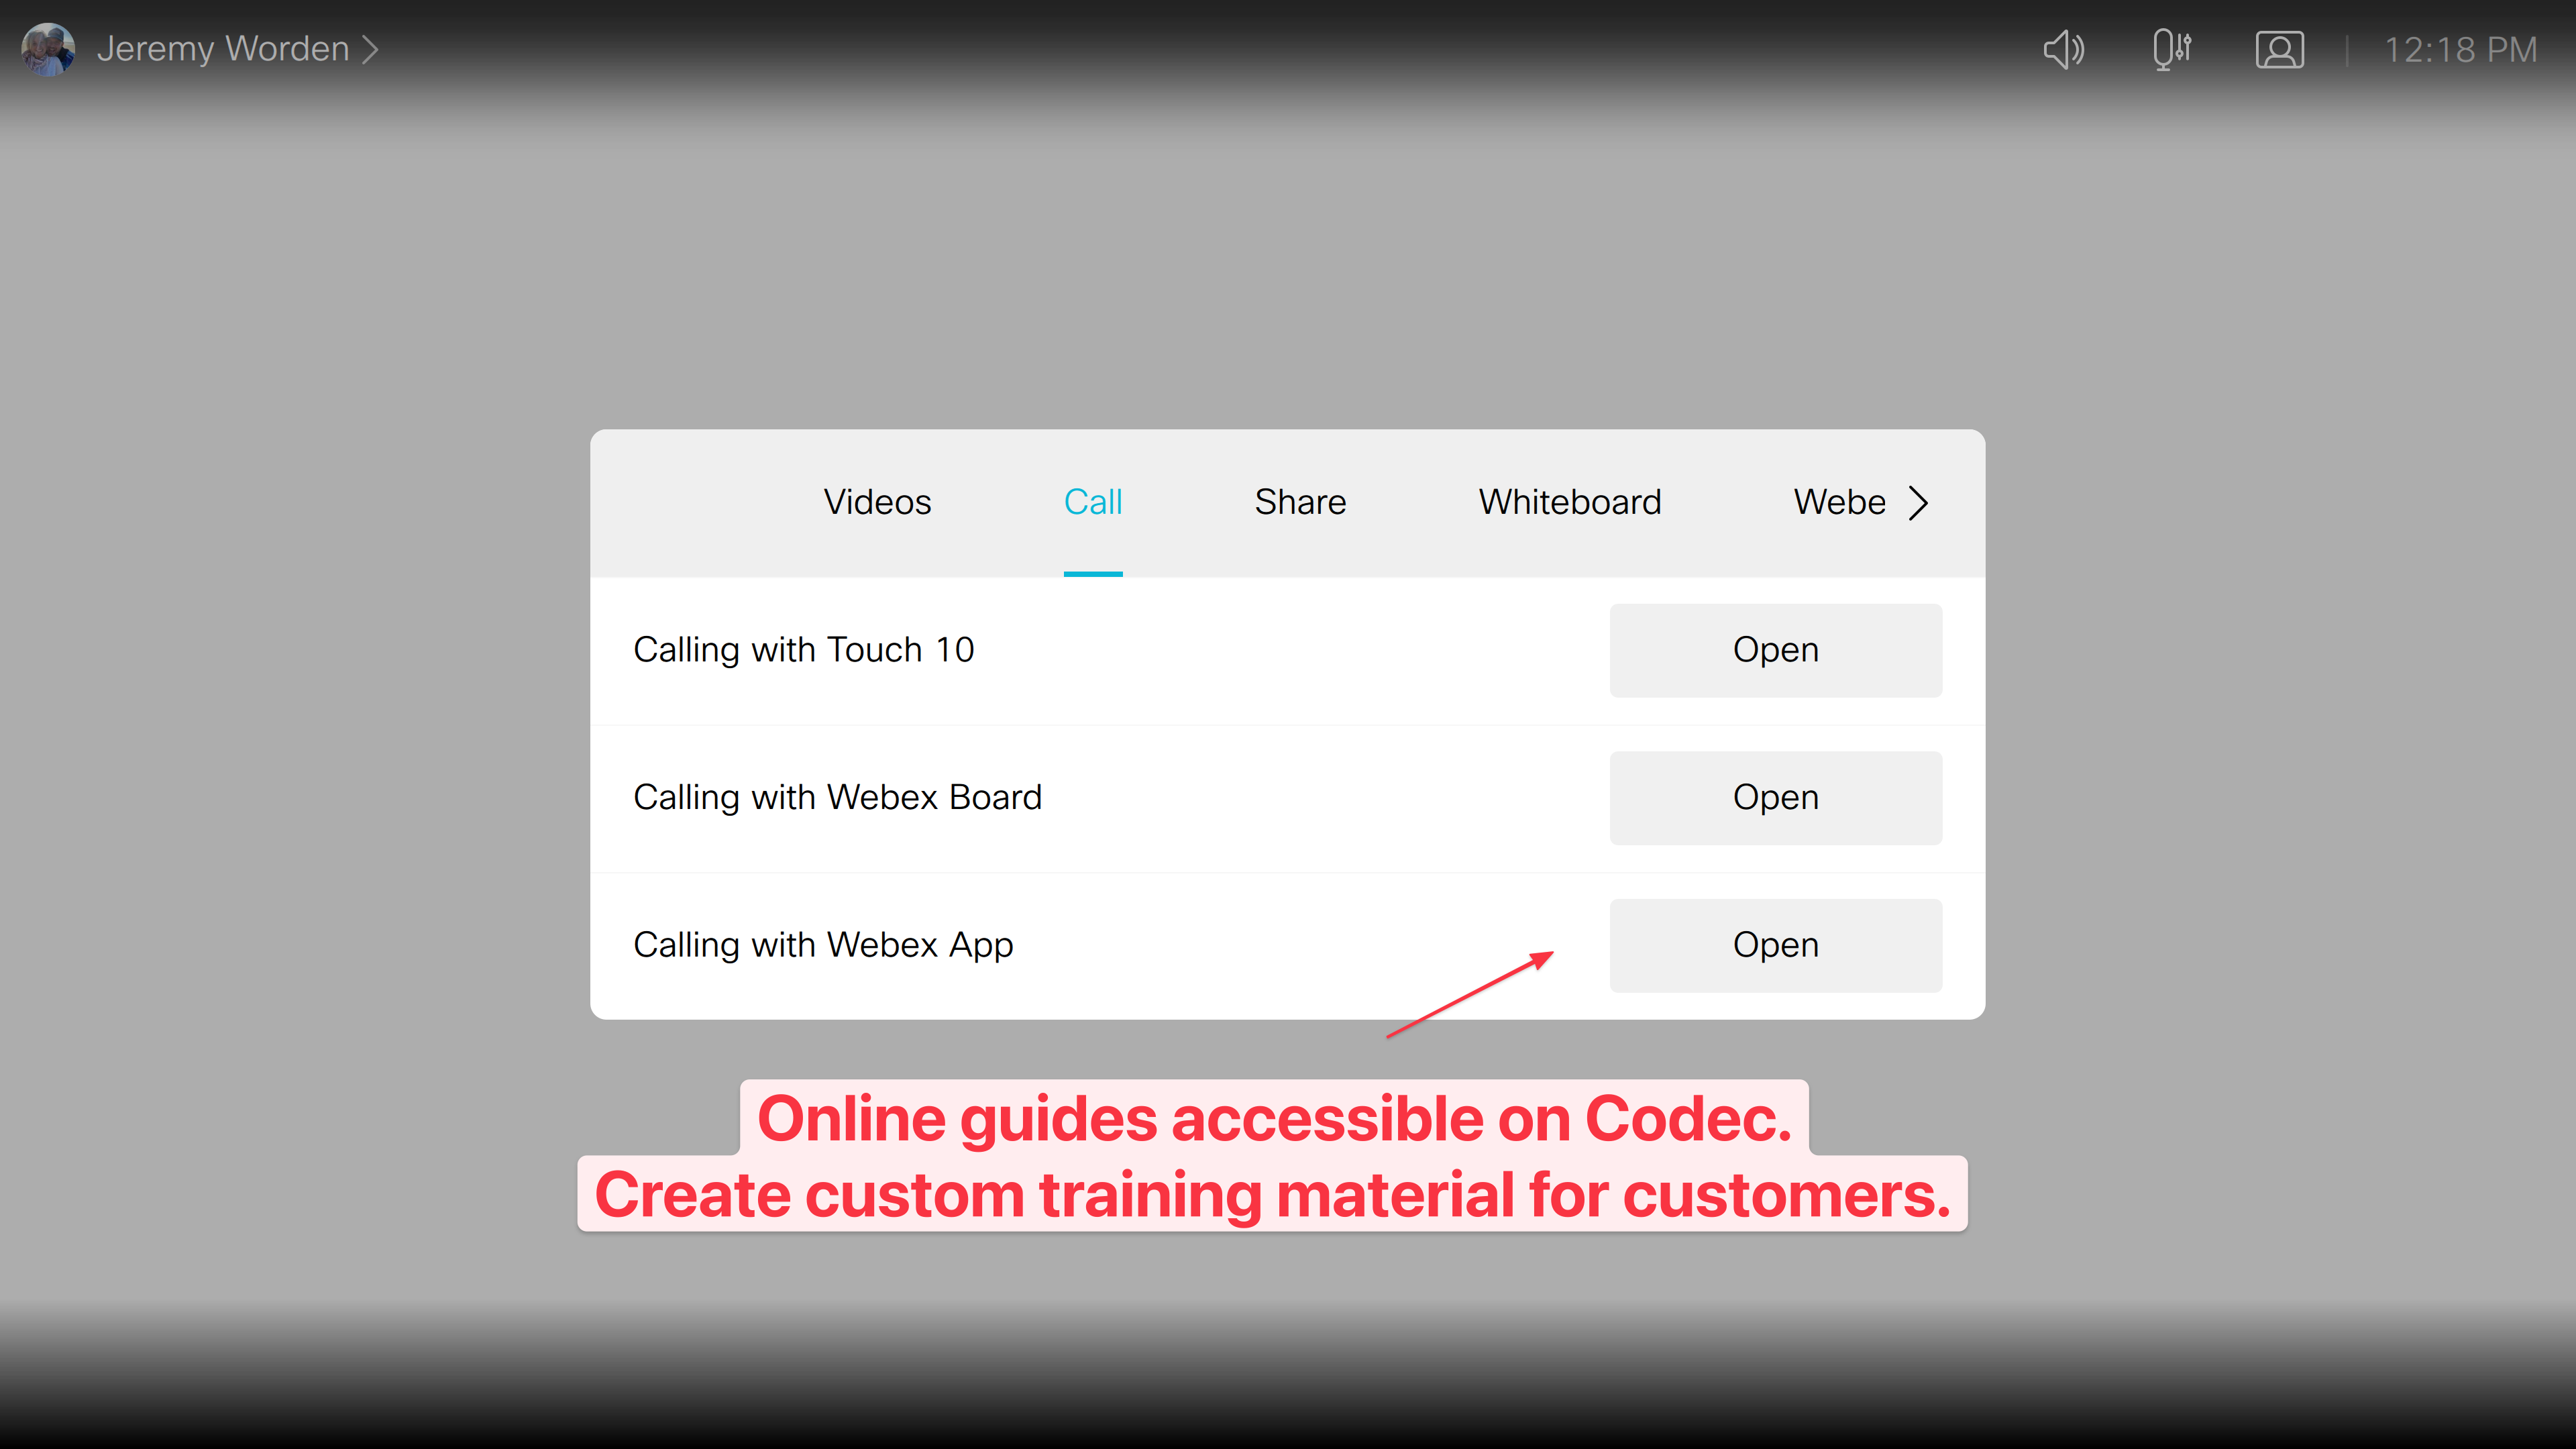 Jeremy Worden
12:18 PM
Videos Call Share Whiteboard Webe
Calling with Touch 10 Open
Calling with Webex Board Open
Calling with Webex App Open
Online guides accessible on Codec.
Create custom training material for customers.